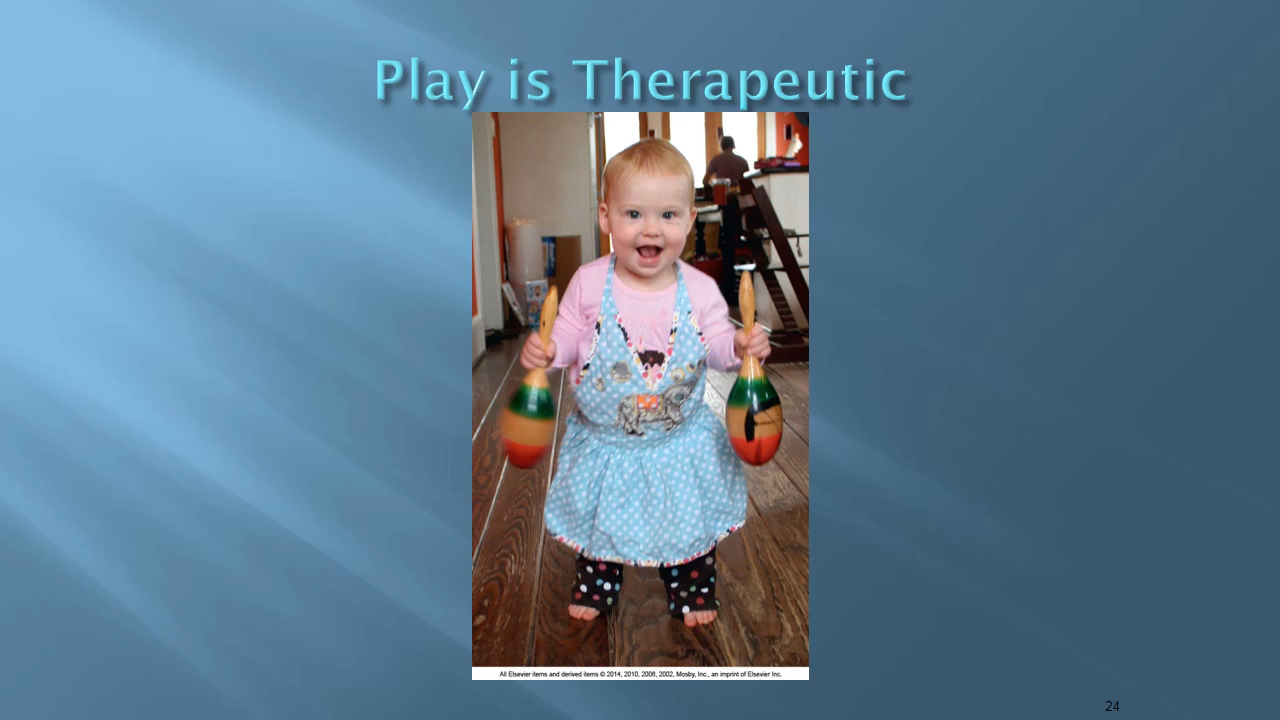 Play is Therapeutic
All Elsevier items and derived items © 2014, 2010, 2006, 2002, Mosby, Inc., an imprint of Elsevier Inc.
24